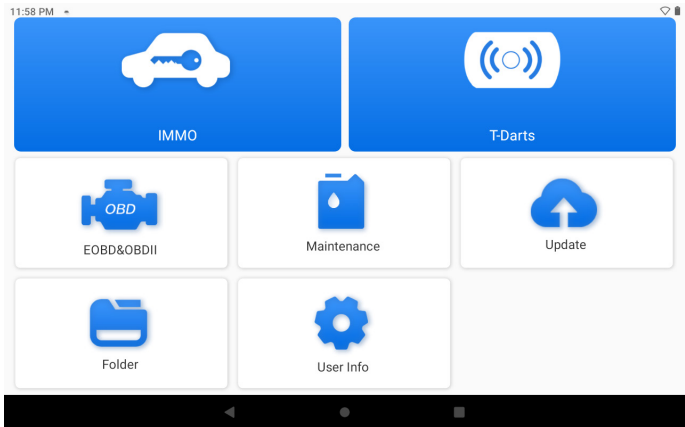 11:58 PM
IMMO
T-Darts
OBD
EOBD&OBDII
Maintenance
Update
Folder
User Info